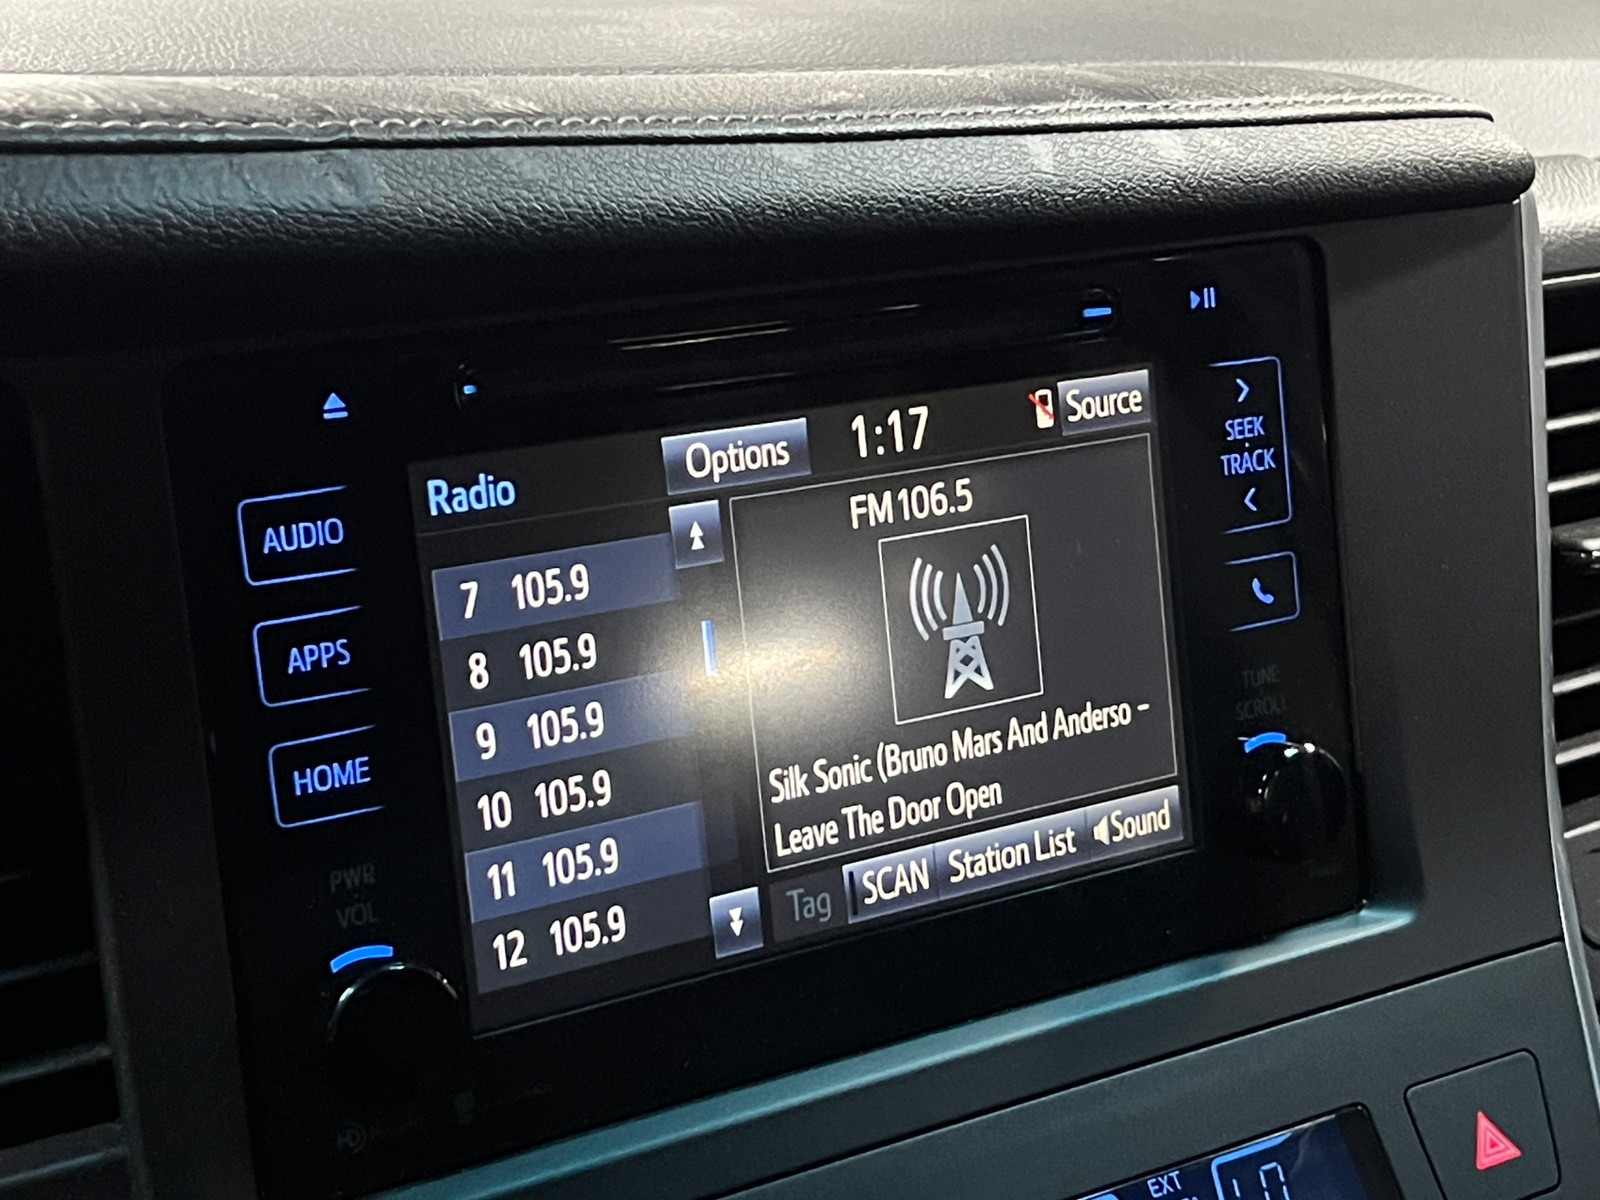 Radio
Options
1:17
Source
7 105.9
8 105.9
9 105.9
10 105.9
11 105.9
12 105.9
FM 106.5
Silk Sonic (Bruno Mars And Anderso -
Leave The Door Open
Tag
SCAN
Station List
Sound
AUDIO
APPS
HOME
PWR
VOL
SEEK
TRACK
TUNE
SCROLL
EXT